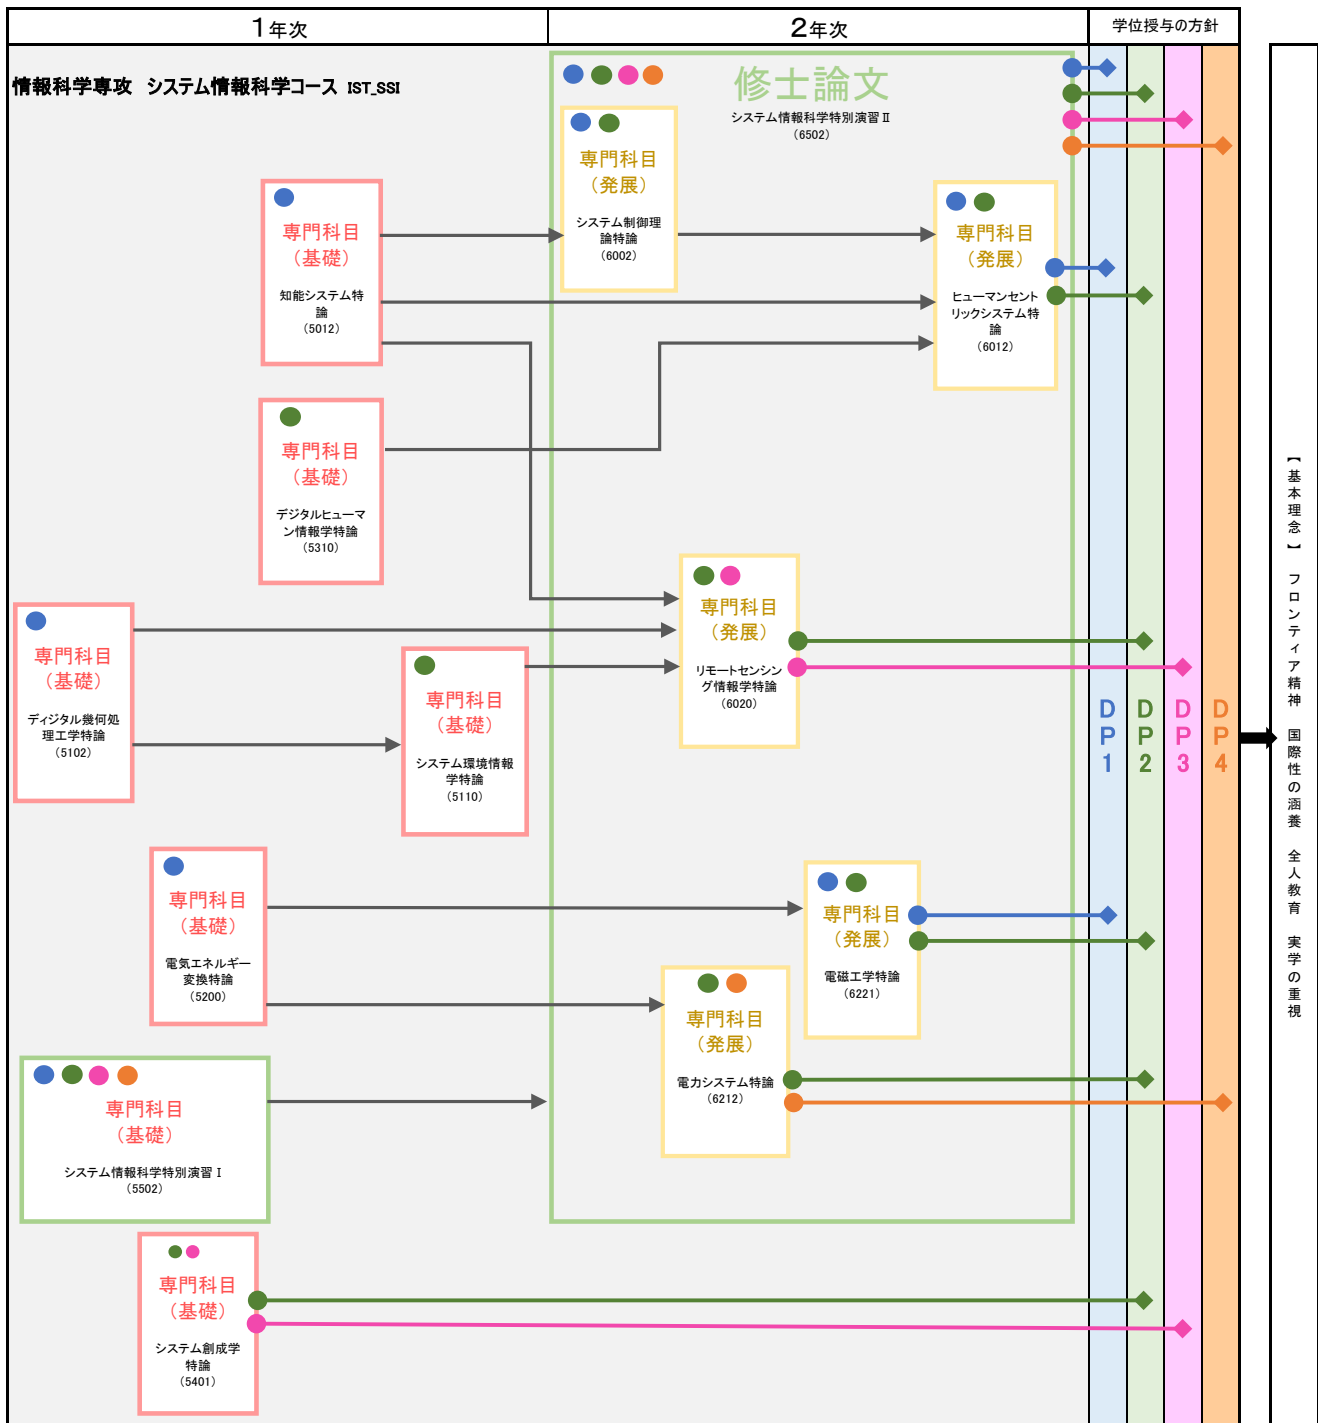 1年次
2年次
学位授与の方針
情報科学専攻 システム情報科学コース IST_SSI
修士論文
システム情報科学特別演習Ⅱ
(6502)
専門科目
(発展)
システム制御理
論特論
(6002)
専門科目
(基礎)
知能システム特
論
(5012)
専門科目
(発展)
ヒューマンセント
リックシステム特
論
(6012)
専門科目
(基礎)
デジタルヒューマ
ン情報学特論
(5310)
専門科目
(発展)
リモートセンシン
グ情報学特論
(6020)
専門科目
(基礎)
ディジタル幾何処
理工学特論
(5102)
専門科目
(基礎)
システム環境情報
学特論
(5110)
DP1
DP2
DP3
DP4
【基本理念】 フロンティア精神 国際性の涵養 全人教育 実学の重視
専門科目
(基礎)
電気エネルギー
変換特論
(5200)
専門科目
(発展)
電磁工学特論
(6221)
専門科目
(発展)
電力システム特論
(6212)
専門科目
(基礎)
システム情報科学特別演習Ⅰ
(5502)
専門科目
(基礎)
システム創成学
特論
(5401)